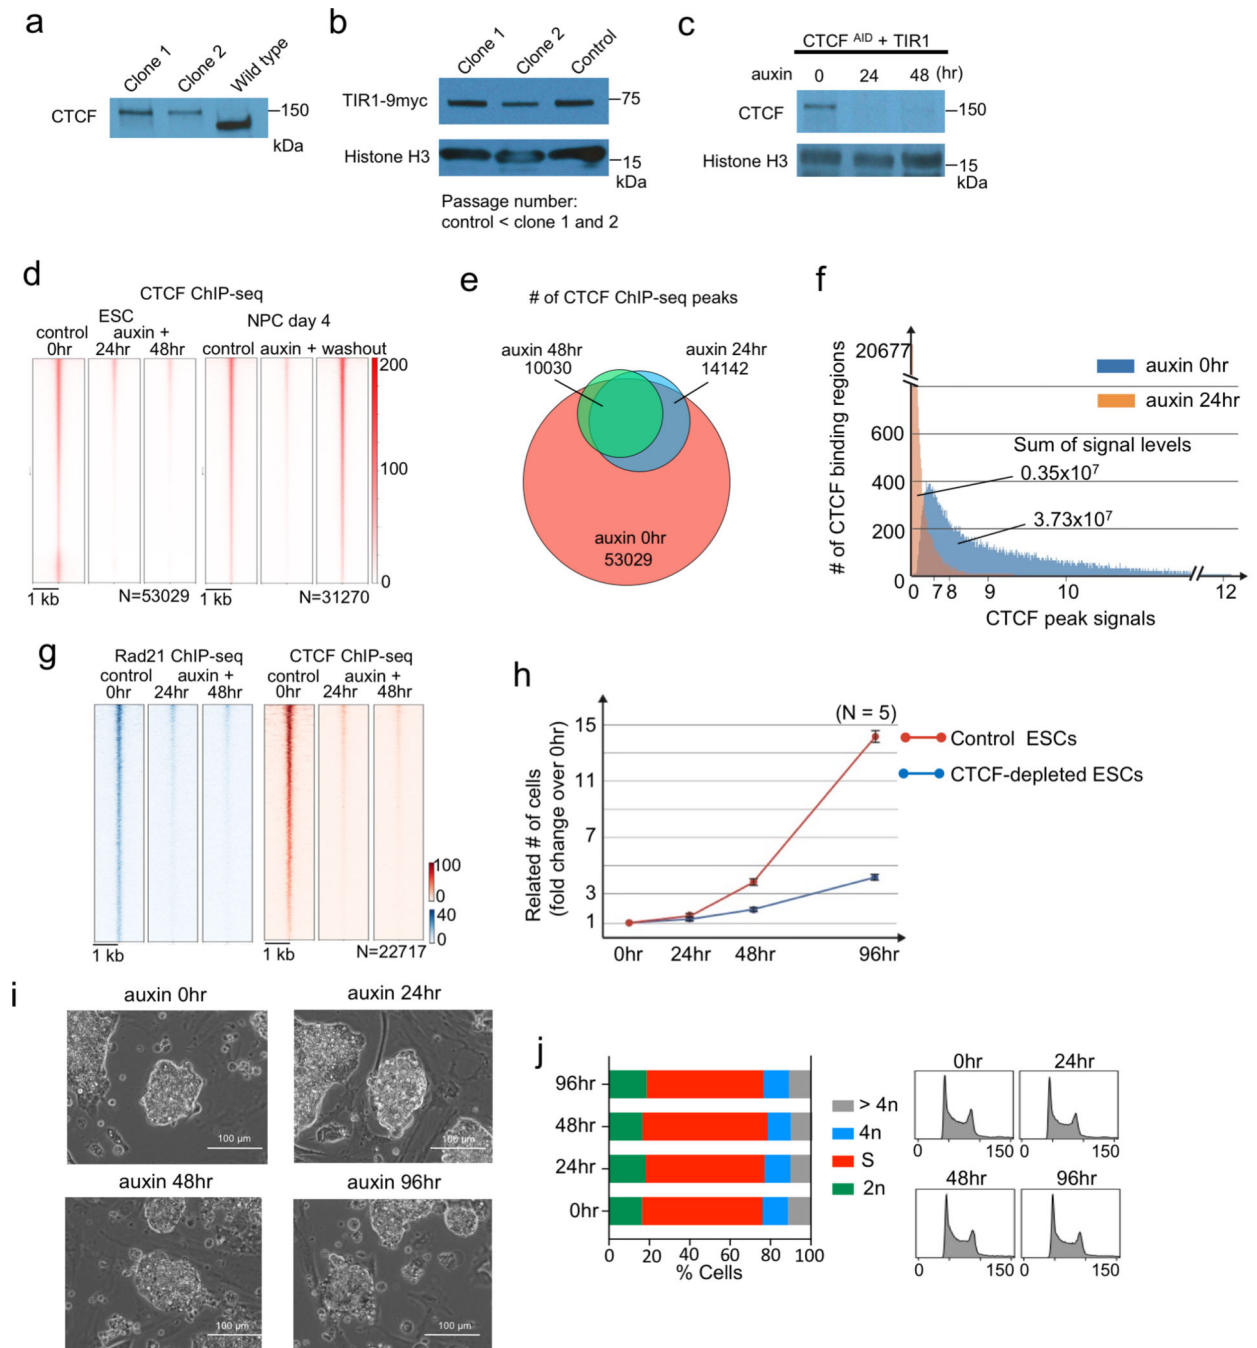 a
Clone 1
Clone 2
Wild type
CTCF
150
kDa
b
Clone 1
Clone 2
Control
TIR1-9myc
75
Histone H3
15
kDa
Passage number:
control < clone 1 and 2
c
CTCF AID + TIR1
auxin 0 24 48 (hr)
CTCF
150
Histone H3
15
kDa
d
CTCF ChIP-seq
ESC
NPC day 4
control auxin +
0hr 24hr 48hr
control auxin + washout
200
100
0
1 kb
N=53029
N=31270
e
# of CTCF ChIP-seq peaks
auxin 48hr
10030
auxin 24hr
14142
auxin 0hr
53029
f
# of CTCF binding regions
20677
600
400
200
0
auxin 0hr
auxin 24hr
Sum of signal levels
0.35x10⁷
3.73x10⁷
0 7 8 9 10 12
CTCF peak signals
g
Rad21 ChIP-seq
control auxin +
0hr 24hr 48hr
CTCF ChIP-seq
control auxin +
0hr 24hr 48hr
100
0
40
0
1 kb
1 kb
N=22717
h
Related # of cells
(fold change over 0hr)
15
11
7
3
1
(N = 5)
Control ESCs
CTCF-depleted ESCs
0hr 24hr 48hr 96hr
i
auxin 0hr
100 µm
auxin 24hr
100 µm
auxin 48hr
100 µm
auxin 96hr
100 µm
j
96hr
48hr
24hr
0hr
0 20 40 60 80 100
% Cells
> 4n
4n
S
2n
0hr
0 150
24hr
0 150
48hr
0 150
96hr
0 150